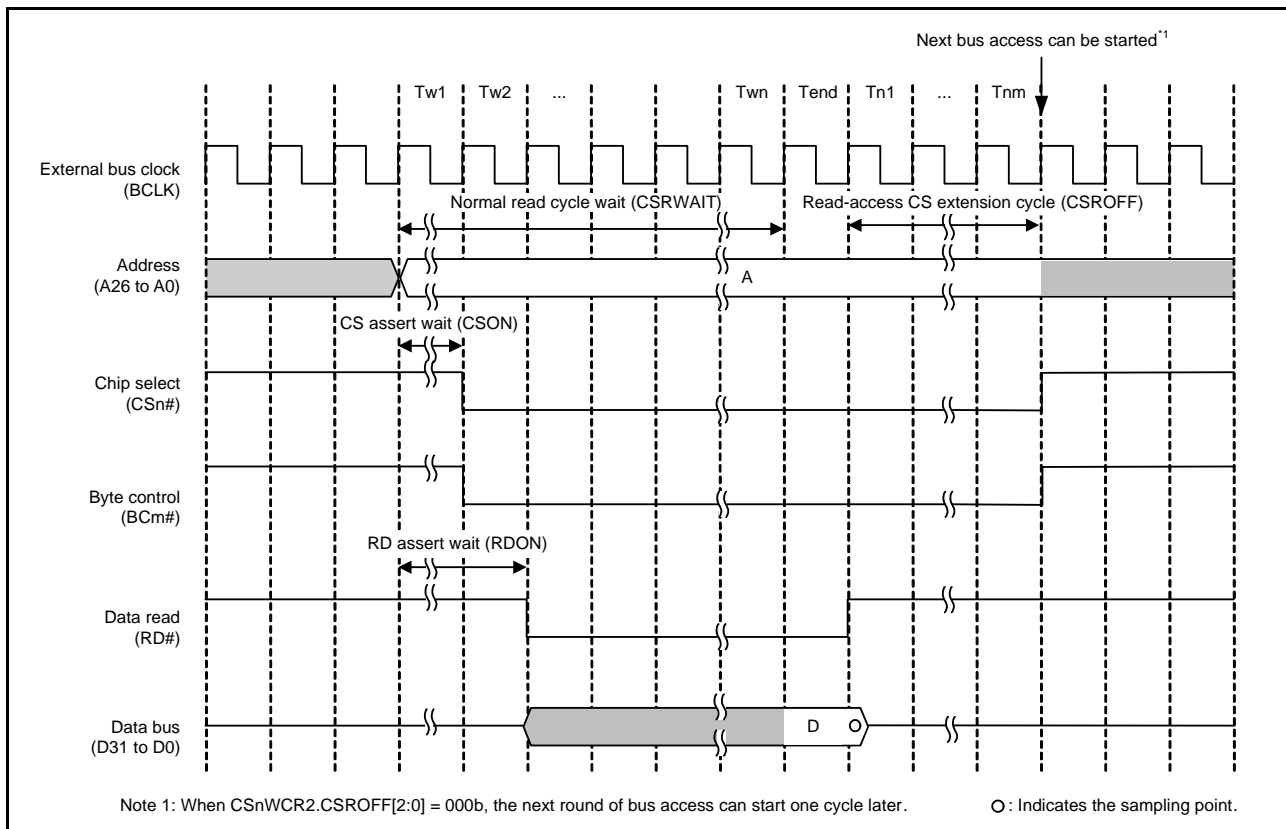 Next bus access can be started*1
Tw1 Tw2 ... Twn Tend Tn1 ... Tnm
External bus clock
(BCLK)
Normal read cycle wait (CSRWAIT) Read-access CS extension cycle (CSROFF)
Address
(A26 to A0)
A
CS assert wait (CSON)
Chip select
(CSn#)
Byte control
(BCm#)
RD assert wait (RDON)
Data read
(RD#)
Data bus
(D31 to D0)
D
Note 1: When CSnWCR2.CSROFF[2:0] = 000b, the next round of bus access can start one cycle later.
: Indicates the sampling point.